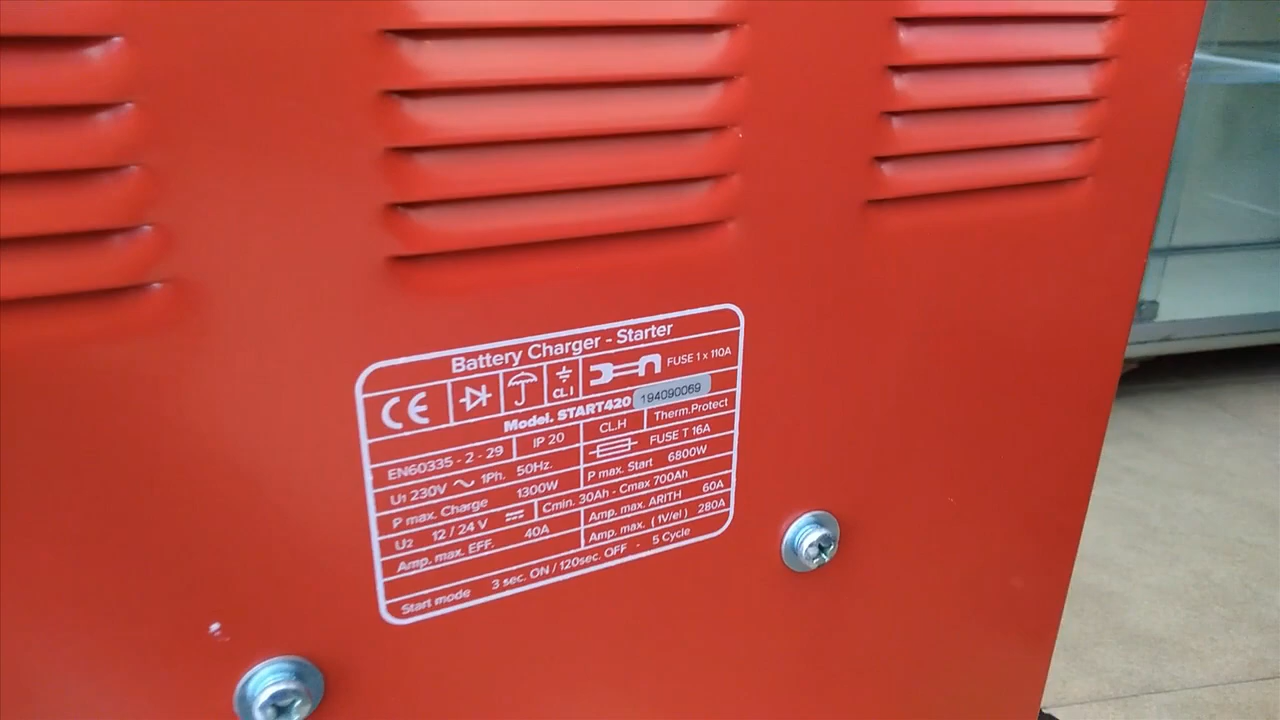 Battery Charger - Starter
CE CL I FUSE 1 x 110A
Model. START420 194090069
EN60335 - 2 - 29 IP 20 CL.H Therm.Protect
U1 230V ~ 1Ph. 50Hz. FUSE T 16A
P max. Charge 1300W P max. Start 6800W
U2 12 / 24 V Cmin. 30Ah - Cmax 700Ah
Amp. max. EFF. 40A Amp. max. ARITH 60A
Amp. max. (1V/el) 280A
Start mode 3 sec. ON / 120sec. OFF - 5 Cycle